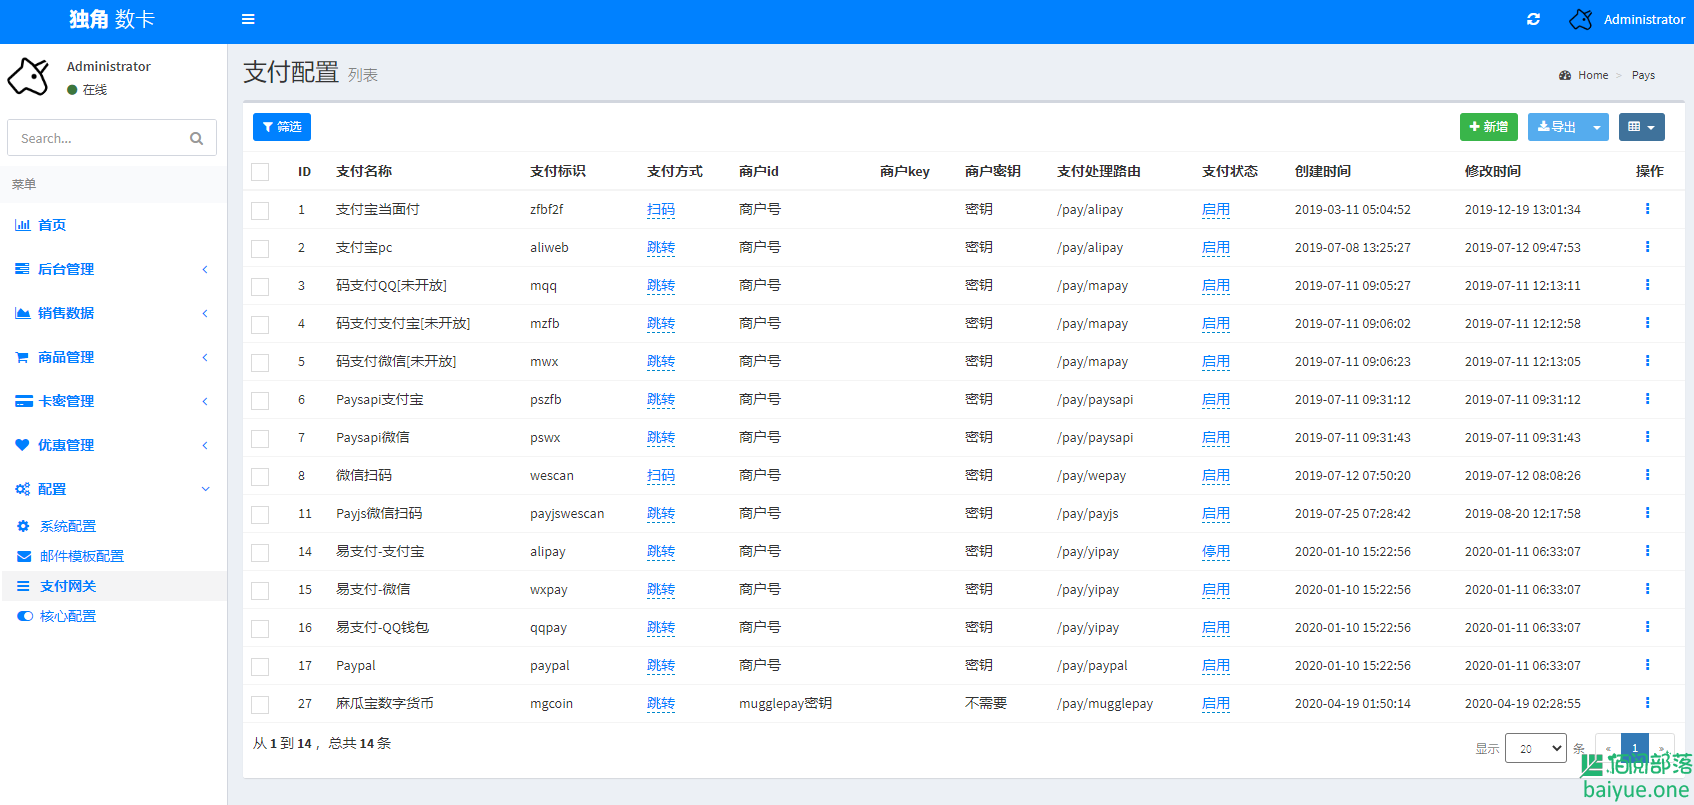 独角 数卡
Administrator
Administrator
在线
Search...
菜单
首页
后台管理
销售数据
商品管理
卡密管理
优惠管理
配置
系统配置
邮件模板配置
支付网关
核心配置
支付配置 列表
Home > Pays
筛选
新增 导出
ID 支付名称 支付标识 支付方式 商户id 商户key 商户密钥 支付处理路由 支付状态 创建时间 修改时间 操作
1 支付宝当面付 zfbf2f 扫码 商户号 密钥 /pay/alipay 启用 2019-03-11 05:04:52 2019-12-19 13:01:34
2 支付宝pc aliweb 跳转 商户号 密钥 /pay/alipay 启用 2019-07-08 13:25:27 2019-07-12 09:47:53
3 码支付QQ[未开放] mqq 跳转 商户号 密钥 /pay/mapay 启用 2019-07-11 09:05:27 2019-07-11 12:13:11
4 码支付支付宝[未开放] mzfb 跳转 商户号 密钥 /pay/mapay 启用 2019-07-11 09:06:02 2019-07-11 12:12:58
5 码支付微信[未开放] mwx 跳转 商户号 密钥 /pay/mapay 启用 2019-07-11 09:06:23 2019-07-11 12:13:05
6 Paysapi支付宝 pszfb 跳转 商户号 密钥 /pay/paysapi 启用 2019-07-11 09:31:12 2019-07-11 09:31:12
7 Paysapi微信 pswx 跳转 商户号 密钥 /pay/paysapi 启用 2019-07-11 09:31:43 2019-07-11 09:31:43
8 微信扫码 wescan 扫码 商户号 密钥 /pay/wepay 启用 2019-07-12 07:50:20 2019-07-12 08:08:26
11 Payjs微信扫码 payjswescan 跳转 商户号 密钥 /pay/payjs 启用 2019-07-25 07:28:42 2019-08-20 12:17:58
14 易支付-支付宝 alipay 跳转 商户号 密钥 /pay/yipay 停用 2020-01-10 15:22:56 2020-01-11 06:33:07
15 易支付-微信 wxpay 跳转 商户号 密钥 /pay/yipay 启用 2020-01-10 15:22:56 2020-01-11 06:33:07
16 易支付-QQ钱包 qqpay 跳转 商户号 密钥 /pay/yipay 启用 2020-01-10 15:22:56 2020-01-11 06:33:07
17 Paypal paypal 跳转 商户号 密钥 /pay/paypal 启用 2020-01-10 15:22:56 2020-01-11 06:33:07
27 麻瓜宝数字货币 mgcoin 跳转 mugglepay密钥 不需要 /pay/mugglepay 启用 2020-04-19 01:50:14 2020-04-19 02:28:55
从 1 到 14 ，总共 14 条
显示 20 条 « 1 »
佰阅部落
baiyue.one